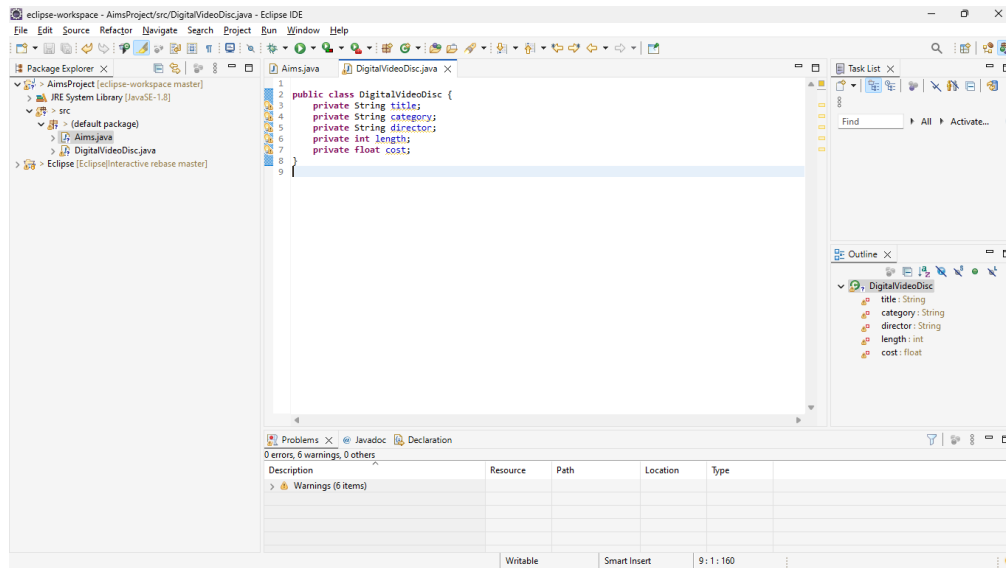 eclipse-workspace - AimsProject/src/DigitalVideoDisc.java - Eclipse IDE
File Edit Source Refactor Navigate Search Project Run Window Help
Package Explorer
AimsProject [eclipse-workspace master]
JRE System Library [JavaSE-1.8]
> src
> (default package)
Aims.java
DigitalVideoDisc.java
> Eclipse [Eclipse|Interactive rebase master]
Aims.java DigitalVideoDisc.java
1
2 public class DigitalVideoDisc {
3 private String title;
4 private String category;
5 private String director;
6 private int length;
7 private float cost;
8 }
9
Task List
Find All Activate...
Outline
DigitalVideoDisc
title : String
category : String
director : String
length : int
cost : float
Problems @ Javadoc Declaration
0 errors, 6 warnings, 0 others
Description Resource Path Location Type
Warnings (6 items)
Writable Smart Insert 9 : 1 : 160